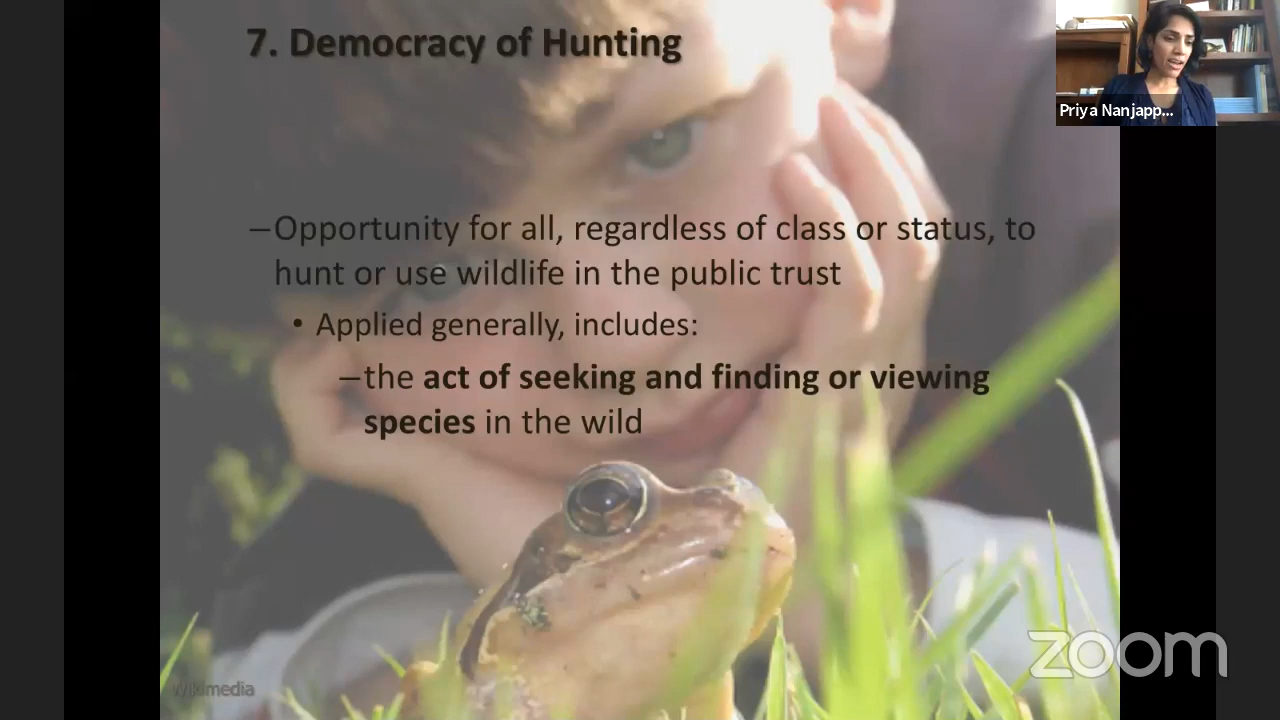 7. Democracy of Hunting
Priya Nanjapp...
–Opportunity for all, regardless of class or status, to
hunt or use wildlife in the public trust
• Applied generally, includes:
–the act of seeking and finding or viewing
species in the wild
zoom
Wikimedia